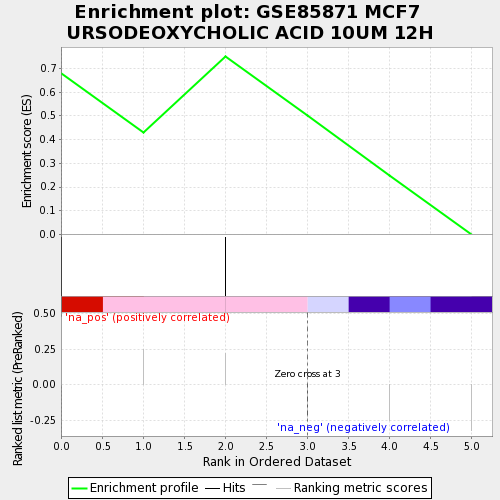 Enrichment plot: GSE85871 MCF7
URSODEOXYCHOLIC ACID 10UM 12H
Enrichment score (ES)
0.7
0.6
0.5
0.4
0.3
0.2
0.1
0.0
Ranked list metric (PreRanked)
0.50
0.25
0.00
-0.25
'na_pos' (positively correlated)
Zero cross at 3
'na_neg' (negatively correlated)
0.0 0.5 1.0 1.5 2.0 2.5 3.0 3.5 4.0 4.5 5.0
Rank in Ordered Dataset
Enrichment profile Hits Ranking metric scores